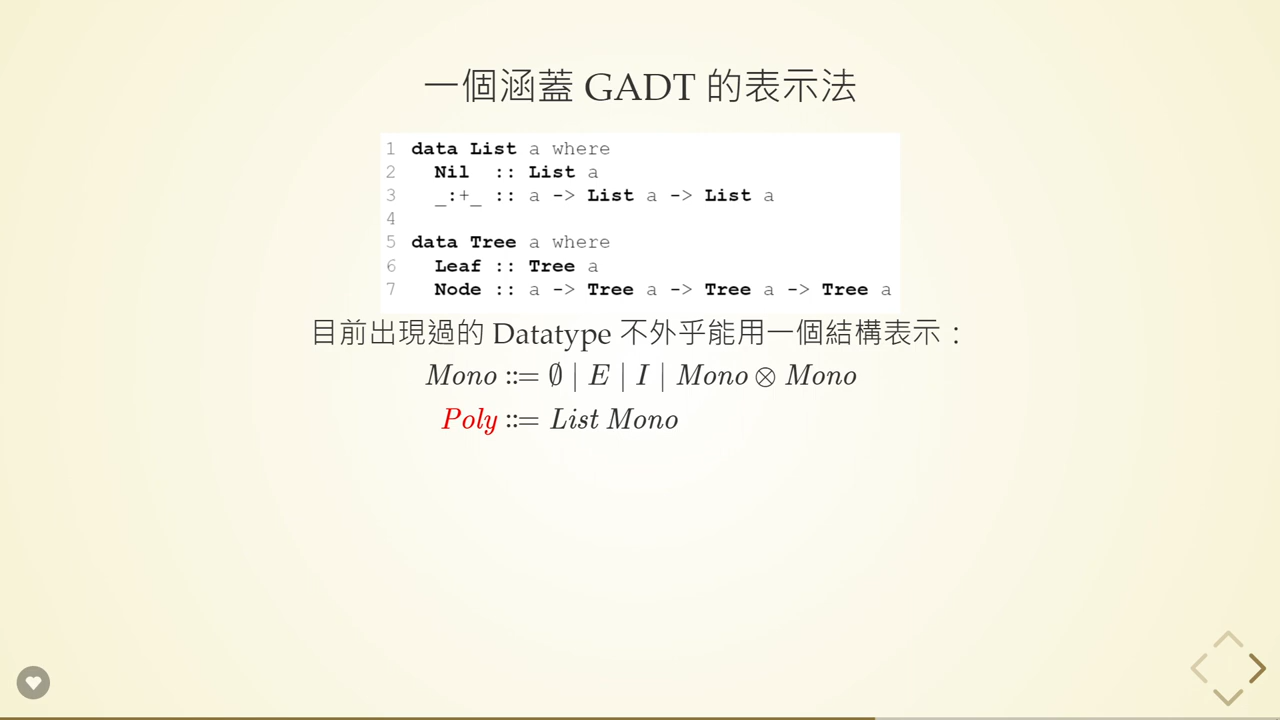 一個涵蓋 GADT 的表示法
1 data List a where
2   Nil  :: List a
3   _:+_ :: a -> List a -> List a
4
5 data Tree a where
6   Leaf :: Tree a
7   Node :: a -> Tree a -> Tree a -> Tree a
目前出現過的 Datatype 不外乎能用一個結構表示：
Mono ::= ∅ | E | I | Mono ⊗ Mono
Poly ::= List Mono